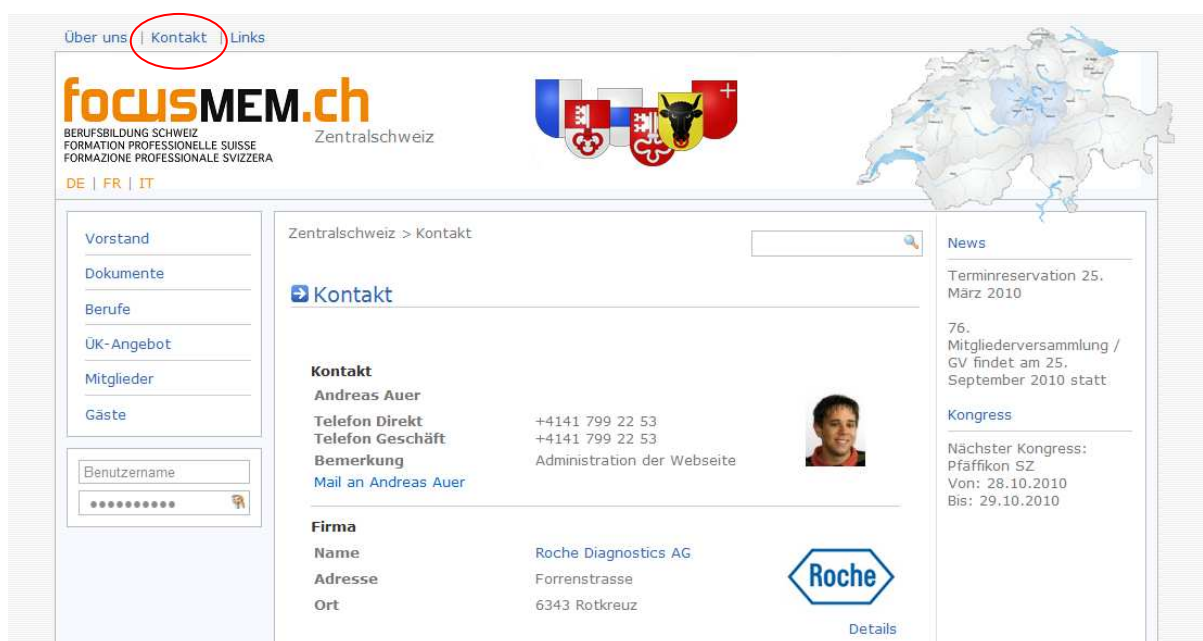 Über uns | Kontakt | Links
focusMEM.ch
BERUFSBILDUNG SCHWEIZ
FORMATION PROFESSIONELLE SUISSE
FORMAZIONE PROFESSIONALE SVIZZERA
Zentralschweiz
DE | FR | IT
Vorstand
Dokumente
Berufe
ÜK-Angebot
Mitglieder
Gäste
Benutzername
Zentralschweiz > Kontakt
Kontakt
Kontakt
Andreas Auer
Telefon Direkt +4141 799 22 53
Telefon Geschäft +4141 799 22 53
Bemerkung Administration der Webseite
Mail an Andreas Auer
Firma
Name Roche Diagnostics AG
Adresse Forrenstrasse
Ort 6343 Rotkreuz
Roche
Details
News
Terminreservation 25.
März 2010
76.
Mitgliederversammlung /
GV findet am 25.
September 2010 statt
Kongress
Nächster Kongress:
Pfäffikon SZ
Von: 28.10.2010
Bis: 29.10.2010